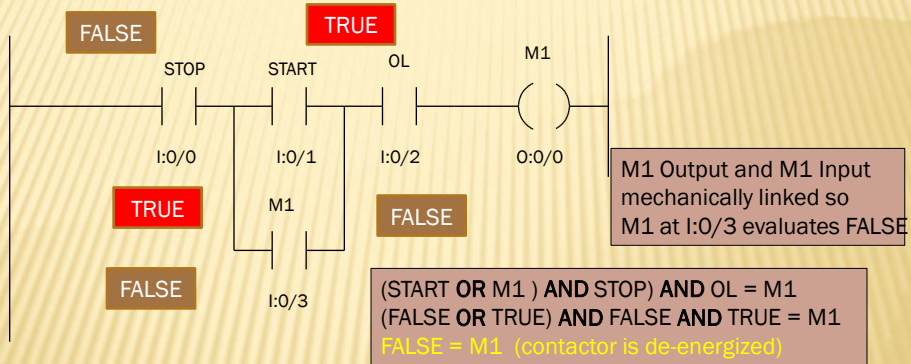 FALSE
TRUE
STOP
START
OL
M1
I:0/0
I:0/1
I:0/2
O:0/0
TRUE
M1
FALSE
M1 Output and M1 Input
mechanically linked so
M1 at I:0/3 evaluates FALSE
FALSE
I:0/3
(START OR M1 ) AND STOP) AND OL = M1
(FALSE OR TRUE) AND FALSE AND TRUE = M1
FALSE = M1 (contactor is de-energized)